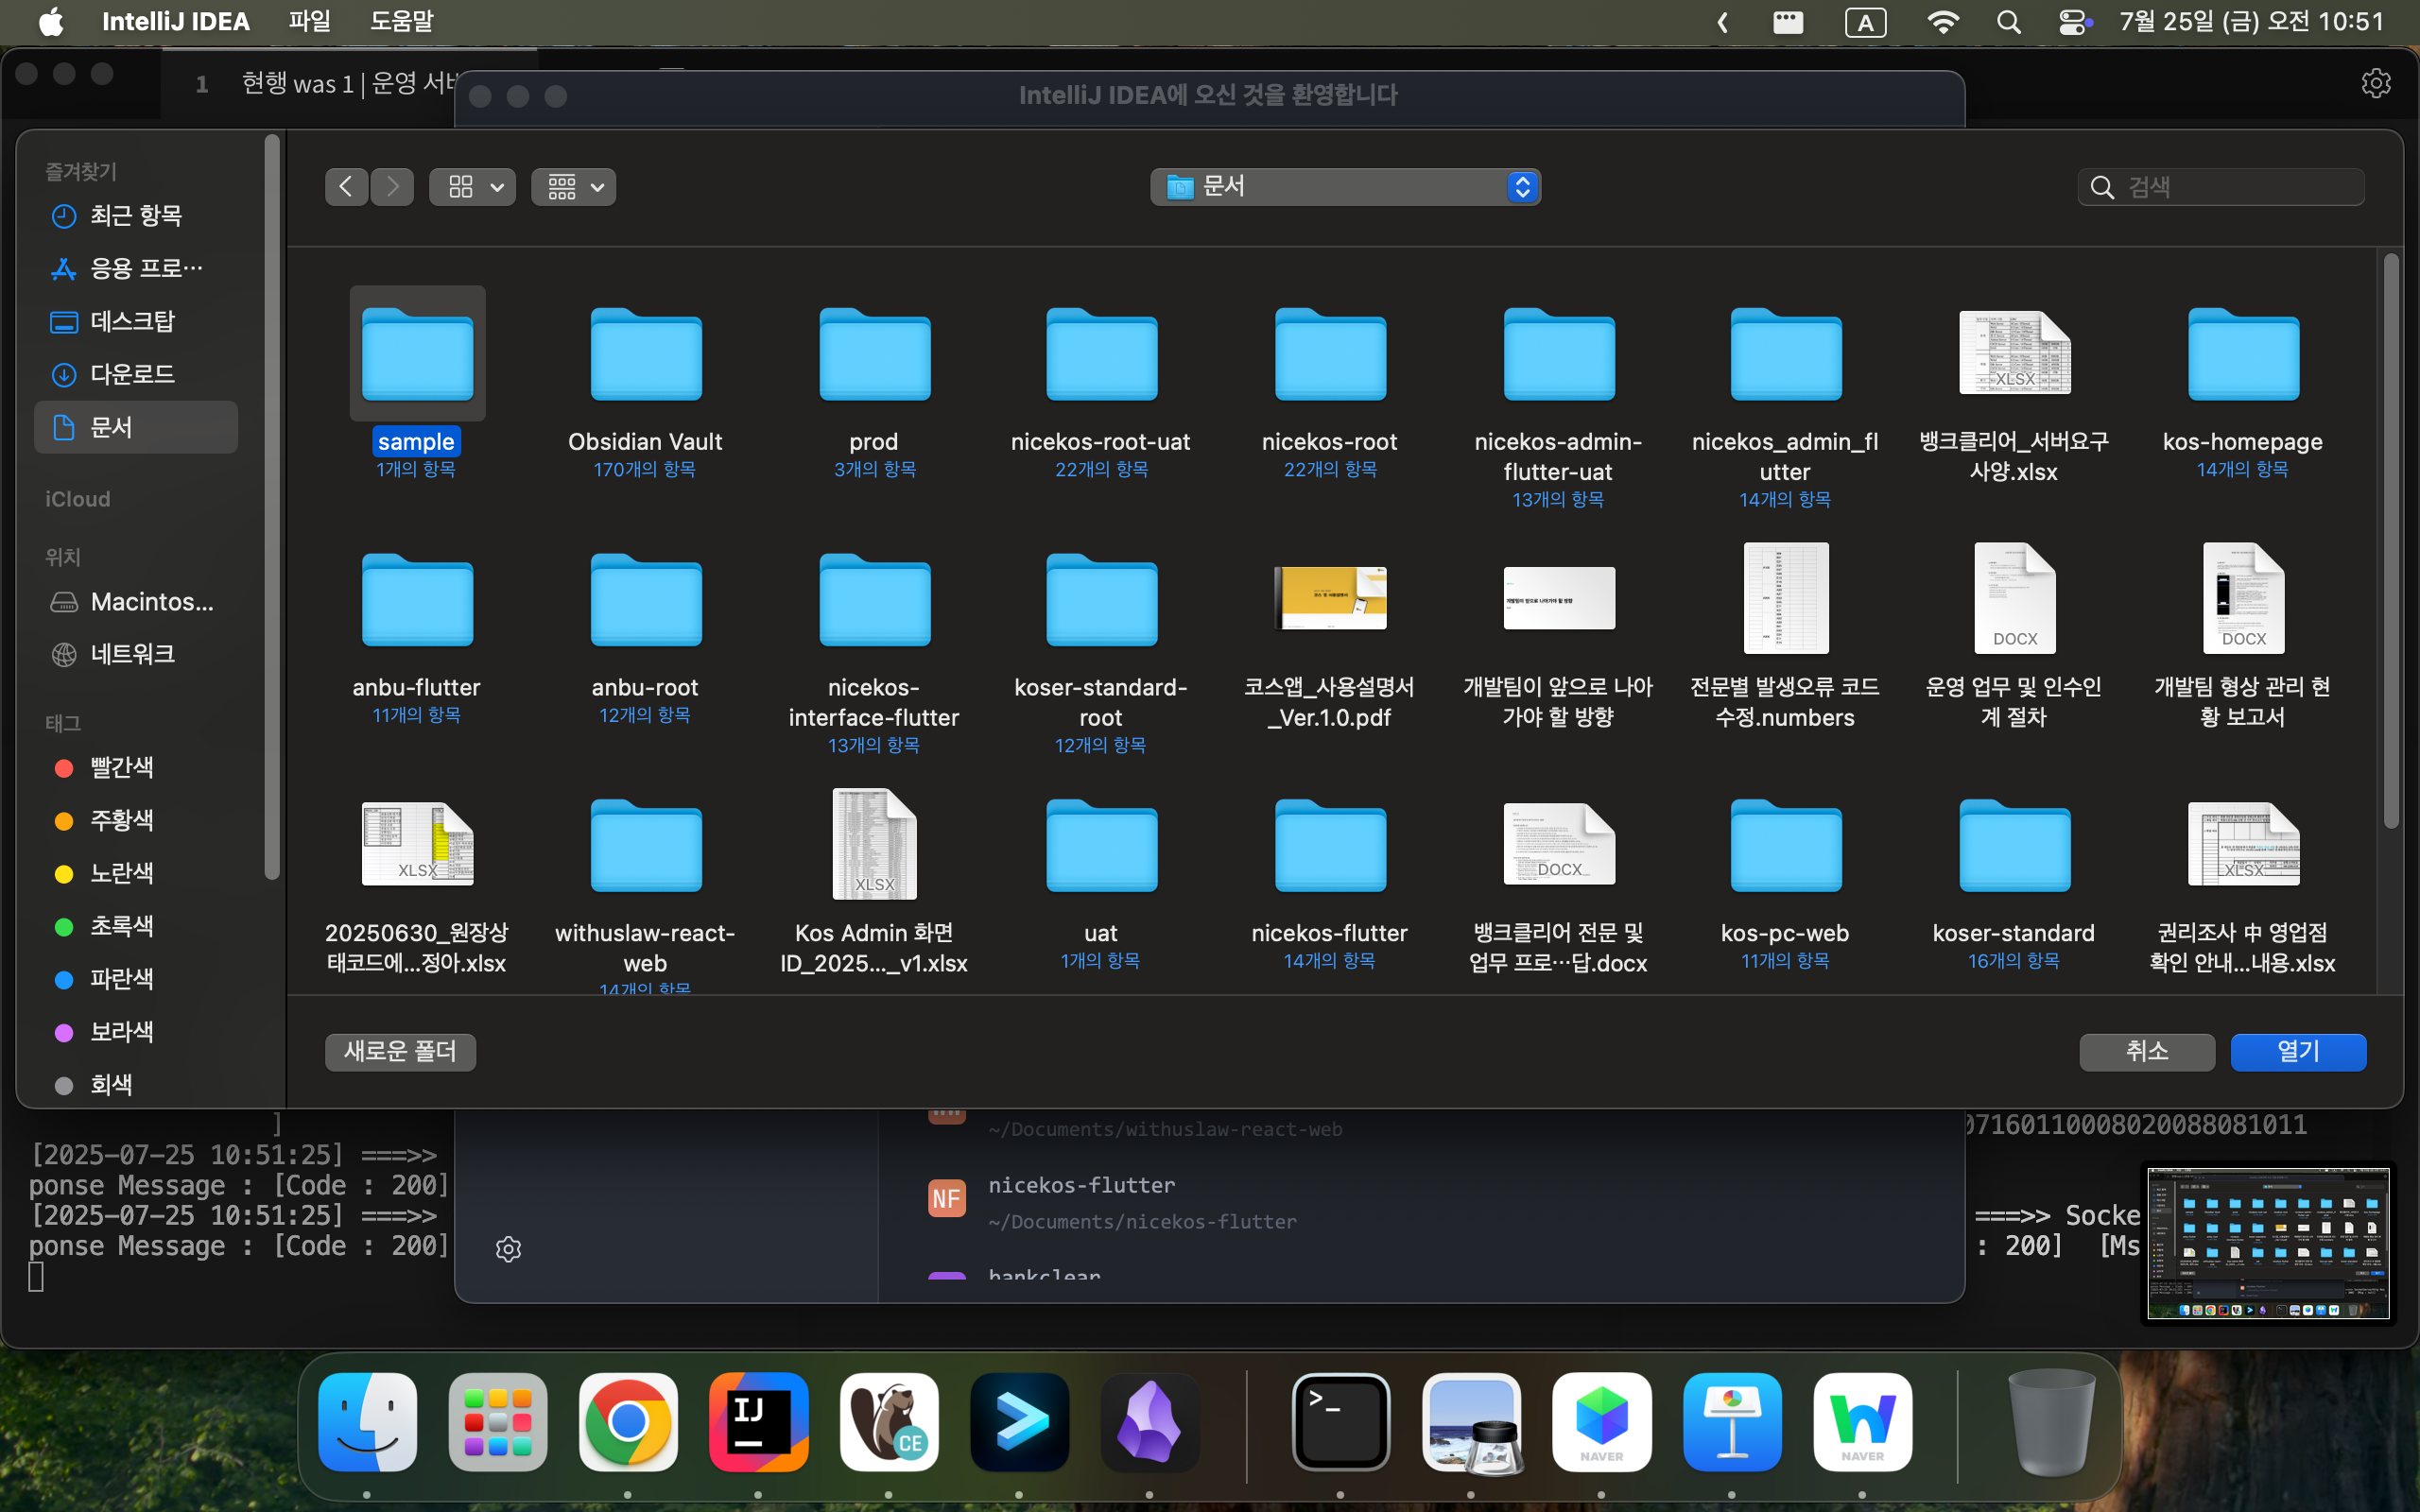 IntelliJ IDEA 파일 도움말
A 7월 25일 (금) 오전 10:51
1 현행 was 1 | 운영 서버
IntelliJ IDEA에 오신 것을 환영합니다
즐겨찾기
최근 항목
응용 프로…
데스크탑
다운로드
문서
iCloud
위치
Macintos...
네트워크
태그
빨간색
주황색
노란색
초록색
파란색
보라색
회색
문서
검색
sample
1개의 항목
Obsidian Vault
170개의 항목
prod
3개의 항목
nicekos-root-uat
22개의 항목
nicekos-root
22개의 항목
nicekos-admin-
flutter-uat
13개의 항목
nicekos_admin_fl
utter
14개의 항목
XLSX
뱅크클리어_서버요구
사양.xlsx
kos-homepage
14개의 항목
anbu-flutter
11개의 항목
anbu-root
12개의 항목
nicekos-
interface-flutter
13개의 항목
koser-standard-
root
12개의 항목
코스앱_사용설명서
_Ver.1.0.pdf
개발팀이 앞으로 나아가야 할 방향
개발팀이 앞으로 나아
가야 할 방향
전문별 발생오류 코드
수정.numbers
DOCX
운영 업무 및 인수인
계 절차
DOCX
개발팀 형상 관리 현
황 보고서
XLSX
20250630_원장상
태코드에...정아.xlsx
withuslaw-react-
web
14개의 항목
XLSX
Kos Admin 화면
ID_2025..._v1.xlsx
uat
1개의 항목
nicekos-flutter
14개의 항목
DOCX
뱅크클리어 전문 및
업무 프로…답.docx
kos-pc-web
11개의 항목
koser-standard
16개의 항목
XLSX
권리조사 中 영업점
확인 안내...내용.xlsx
새로운 폴더
취소
열기
]
[2025-07-25 10:51:25] ===>>
ponse Message : [Code : 200]
[2025-07-25 10:51:25] ===>>
ponse Message : [Code : 200]
~/Documents/withuslaw-react-web
NF
nicekos-flutter
~/Documents/nicekos-flutter
bankclear
07160110008020088081011
===>> Socke
: 200] [Ms
IJ
CE
>_
NAVER
NAVER